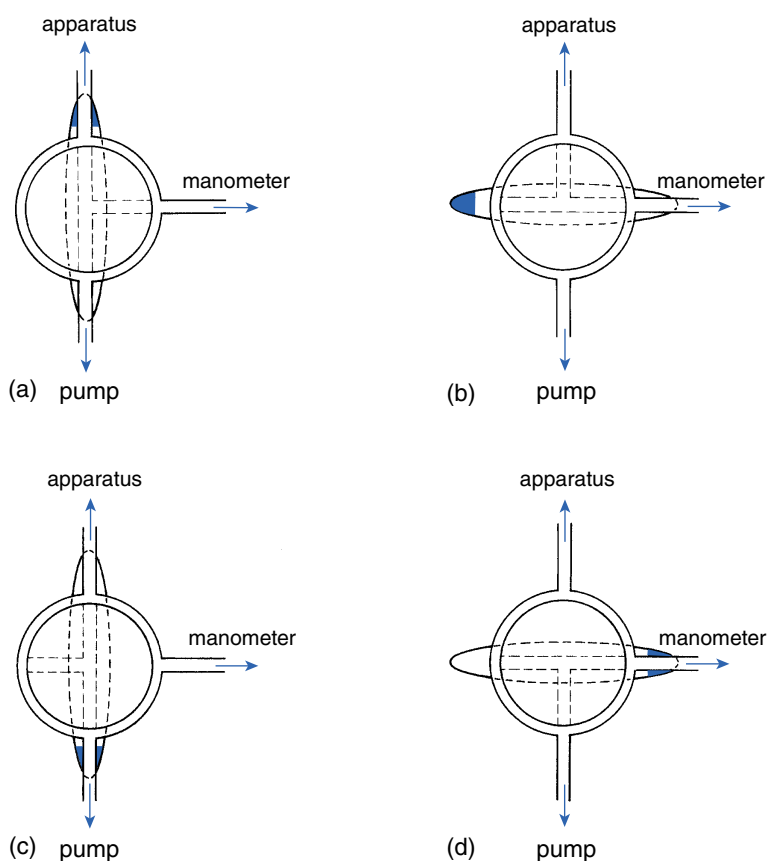 apparatus
manometer
(a)
pump
apparatus
manometer
(b)
pump
apparatus
manometer
(c)
pump
apparatus
manometer
(d)
pump